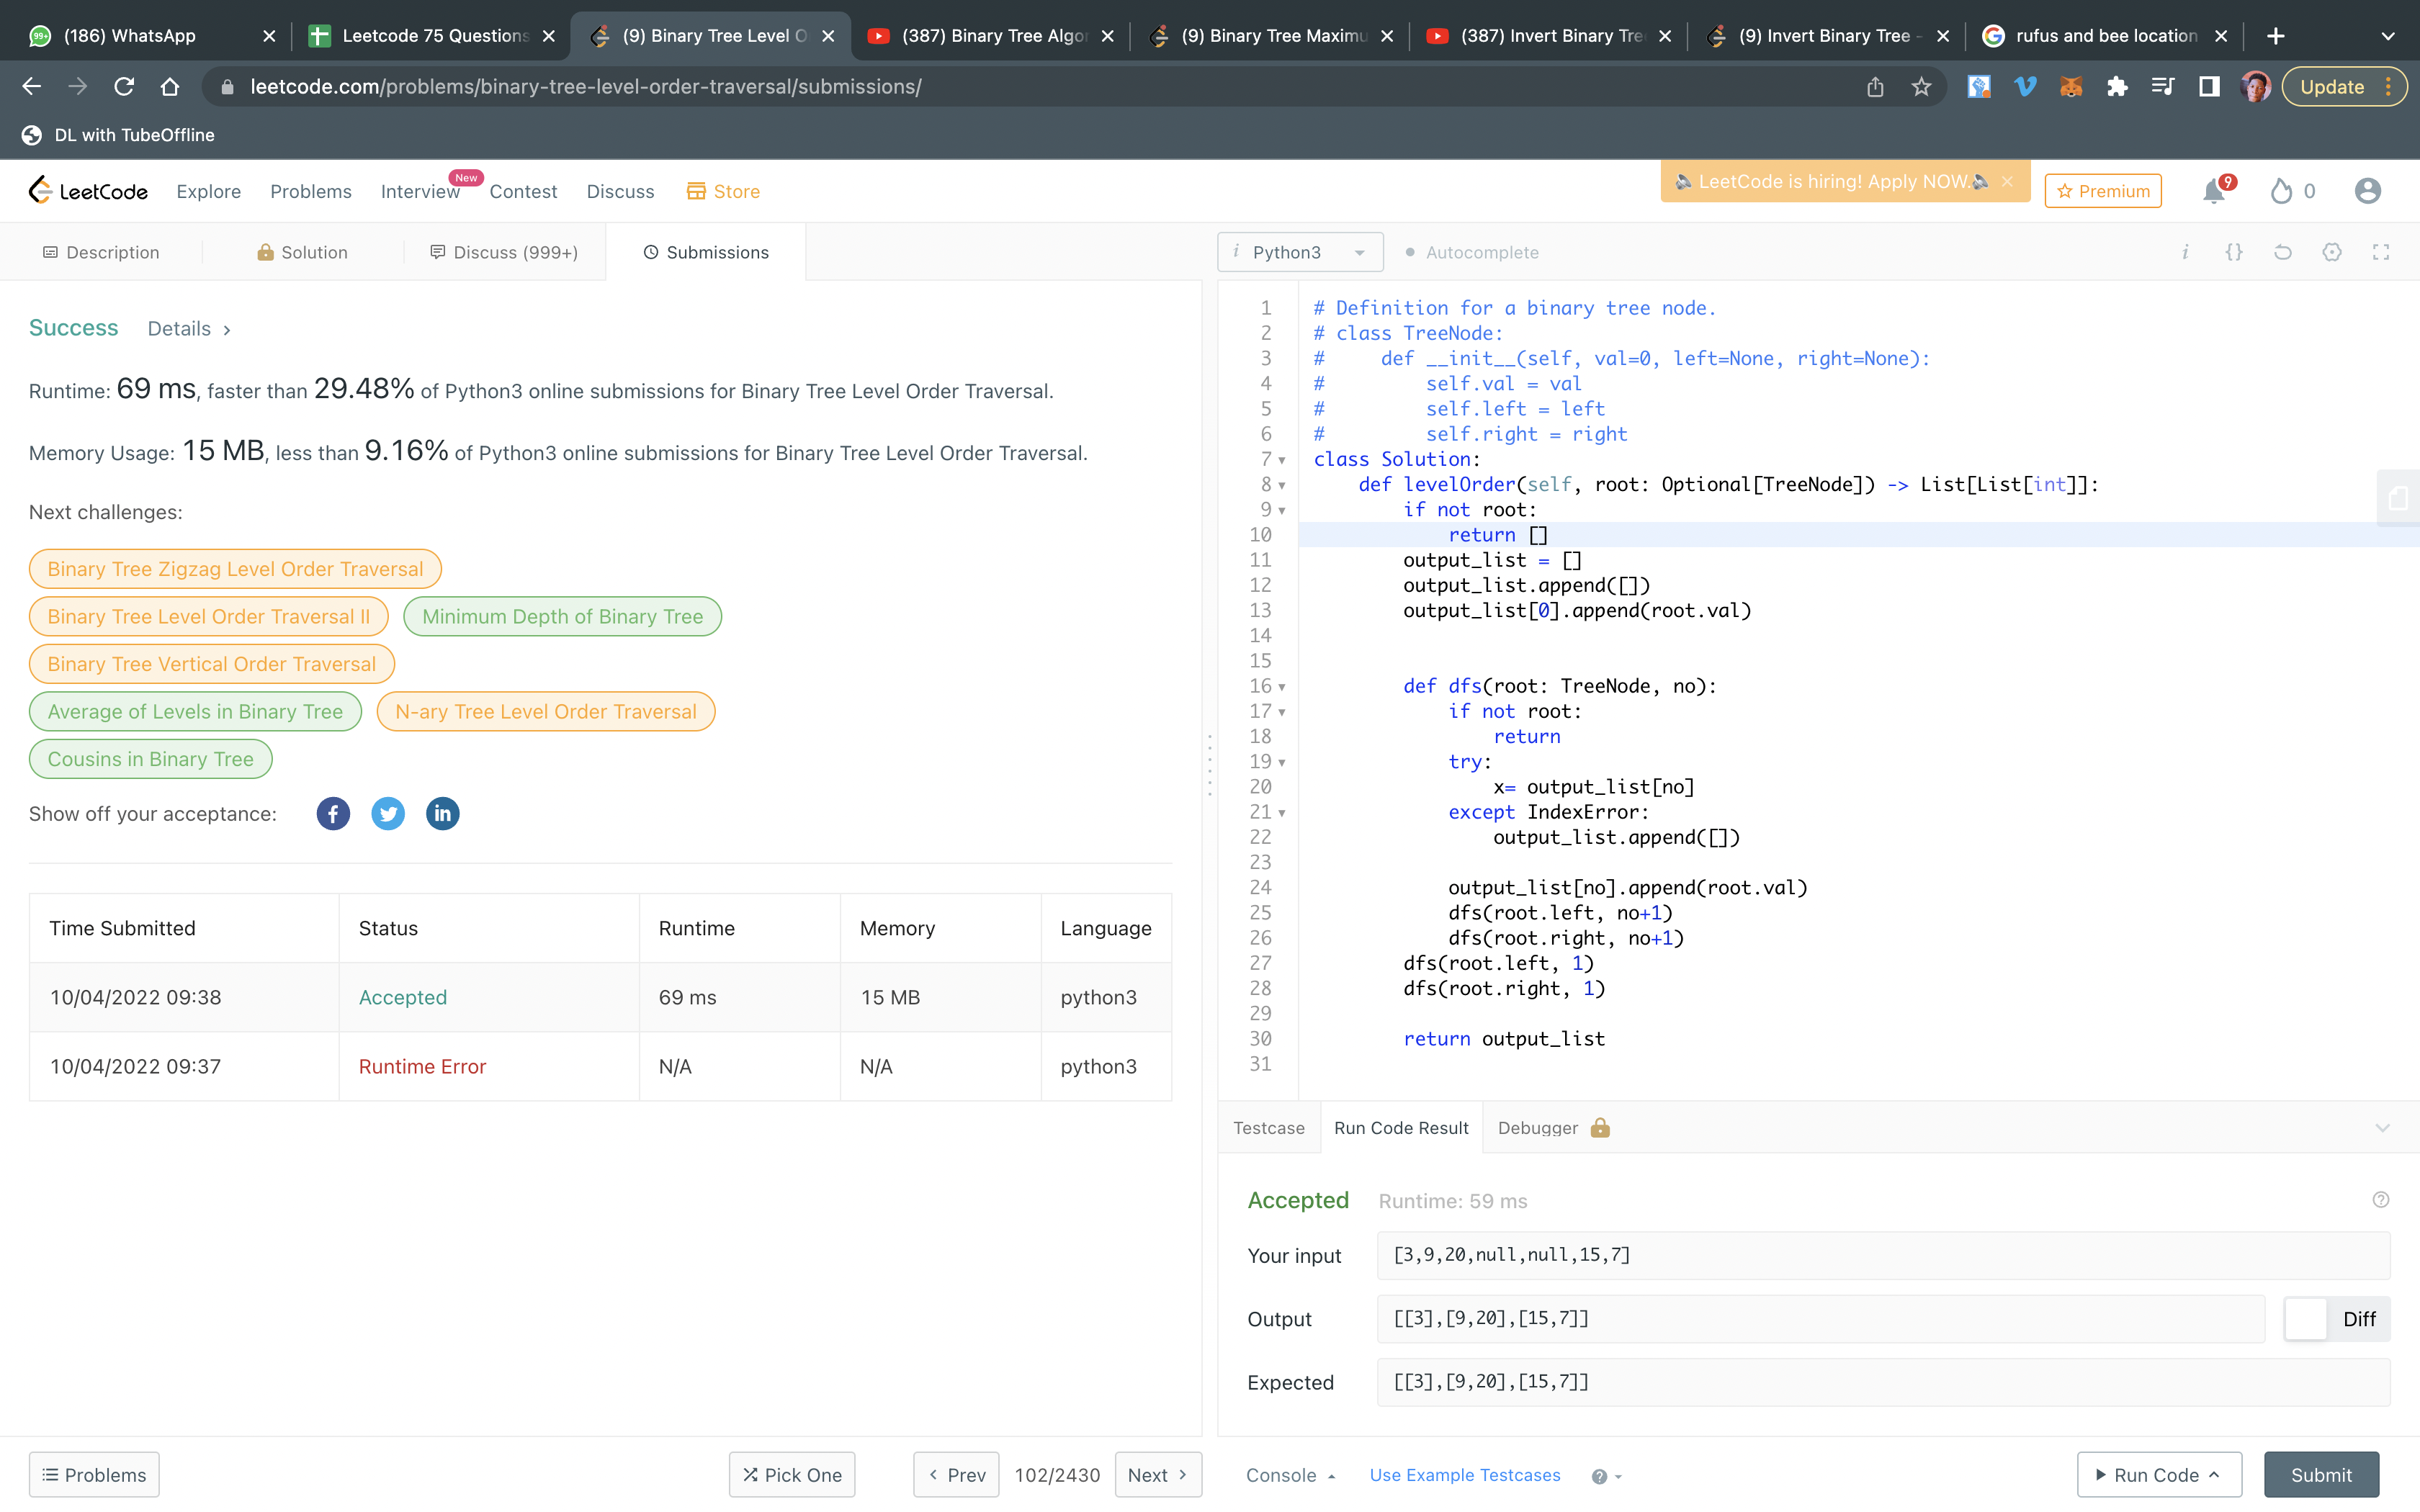 (186) WhatsApp
Leetcode 75 Questions
(9) Binary Tree Level O
(387) Binary Tree Algor
(9) Binary Tree Maximu
(387) Invert Binary Tre
(9) Invert Binary Tree -
rufus and bee location
leetcode.com/problems/binary-tree-level-order-traversal/submissions/
Update
DL with TubeOffline
LeetCode
Explore
Problems
Interview
New
Contest
Discuss
Store
LeetCode is hiring! Apply NOW.
Premium
9
0
Description
Solution
Discuss (999+)
Submissions
i Python3
Autocomplete
Success Details
Runtime: 69 ms, faster than 29.48% of Python3 online submissions for Binary Tree Level Order Traversal.
Memory Usage: 15 MB, less than 9.16% of Python3 online submissions for Binary Tree Level Order Traversal.
Next challenges:
Binary Tree Zigzag Level Order Traversal
Binary Tree Level Order Traversal II
Minimum Depth of Binary Tree
Binary Tree Vertical Order Traversal
Average of Levels in Binary Tree
N-ary Tree Level Order Traversal
Cousins in Binary Tree
Show off your acceptance:
Time Submitted Status Runtime Memory Language
10/04/2022 09:38 Accepted 69 ms 15 MB python3
10/04/2022 09:37 Runtime Error N/A N/A python3
1 # Definition for a binary tree node.
2 # class TreeNode:
3 #     def __init__(self, val=0, left=None, right=None):
4 #         self.val = val
5 #         self.left = left
6 #         self.right = right
7 class Solution:
8     def levelOrder(self, root: Optional[TreeNode]) -> List[List[int]]:
9         if not root:
10             return []
11         output_list = []
12         output_list.append([])
13         output_list[0].append(root.val)
14
15
16         def dfs(root: TreeNode, no):
17             if not root:
18                 return
19             try:
20                 x= output_list[no]
21             except IndexError:
22                 output_list.append([])
23
24             output_list[no].append(root.val)
25             dfs(root.left, no+1)
26             dfs(root.right, no+1)
27         dfs(root.left, 1)
28         dfs(root.right, 1)
29
30         return output_list
31
Testcase
Run Code Result
Debugger
Accepted Runtime: 59 ms
Your input [3,9,20,null,null,15,7]
Output [[3],[9,20],[15,7]]
Diff
Expected [[3],[9,20],[15,7]]
Problems
Pick One
Prev
102/2430
Next
Console
Use Example Testcases
Run Code
Submit